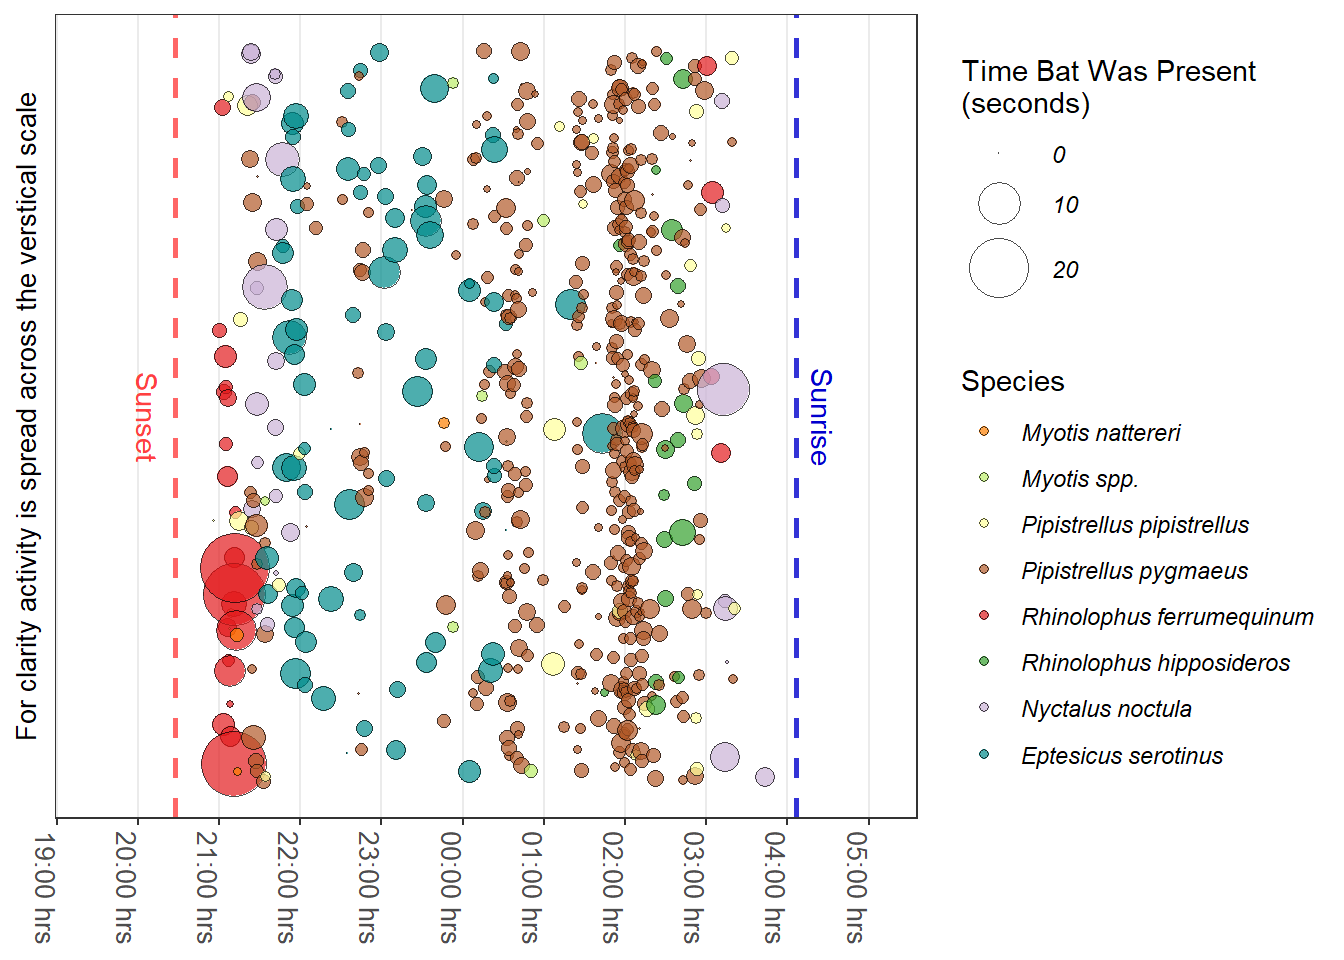 For clarity activity is spread across the verstical scale
Sunset
Sunrise
19:00 hrs
20:00 hrs
21:00 hrs
22:00 hrs
23:00 hrs
00:00 hrs
01:00 hrs
02:00 hrs
03:00 hrs
04:00 hrs
05:00 hrs
Time Bat Was Present
(seconds)
0
10
20
Species
Myotis nattereri
Myotis spp.
Pipistrellus pipistrellus
Pipistrellus pygmaeus
Rhinolophus ferrumequinum
Rhinolophus hipposideros
Nyctalus noctula
Eptesicus serotinus